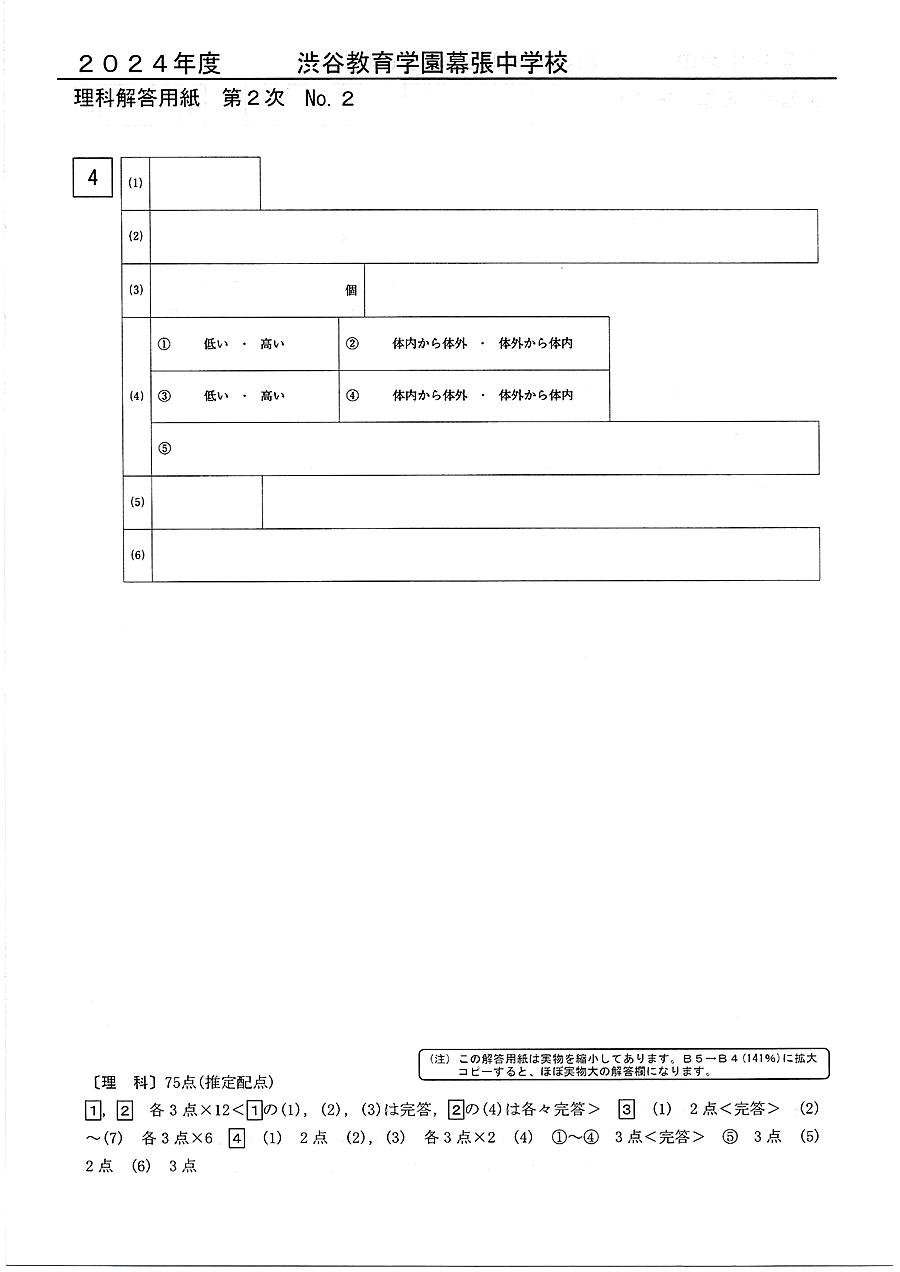 2024年度　渋谷教育学園幕張中学校
理科解答用紙　第2次　No.2
4
(1)
(2)
(3)　個
① 低い ・ 高い　② 体内から体外 ・ 体外から体内
(4)　③ 低い ・ 高い　④ 体内から体外 ・ 体外から体内
⑤
(5)
(6)
(注) この解答用紙は実物を縮小してあります。B5→B4(141%)に拡大
コピーすると、ほぼ実物大の解答欄になります。
〔理　科〕75点(推定配点)
1, 2　各3点×12<1の(1), (2), (3)は完答, 2の(4)は各々完答>　3　(1)　2点<完答>　(2)
～(7)　各3点×6　4　(1)　2点　(2), (3)　各3点×2　(4)　①～④　3点<完答>　⑤　3点　(5)
2点　(6)　3点